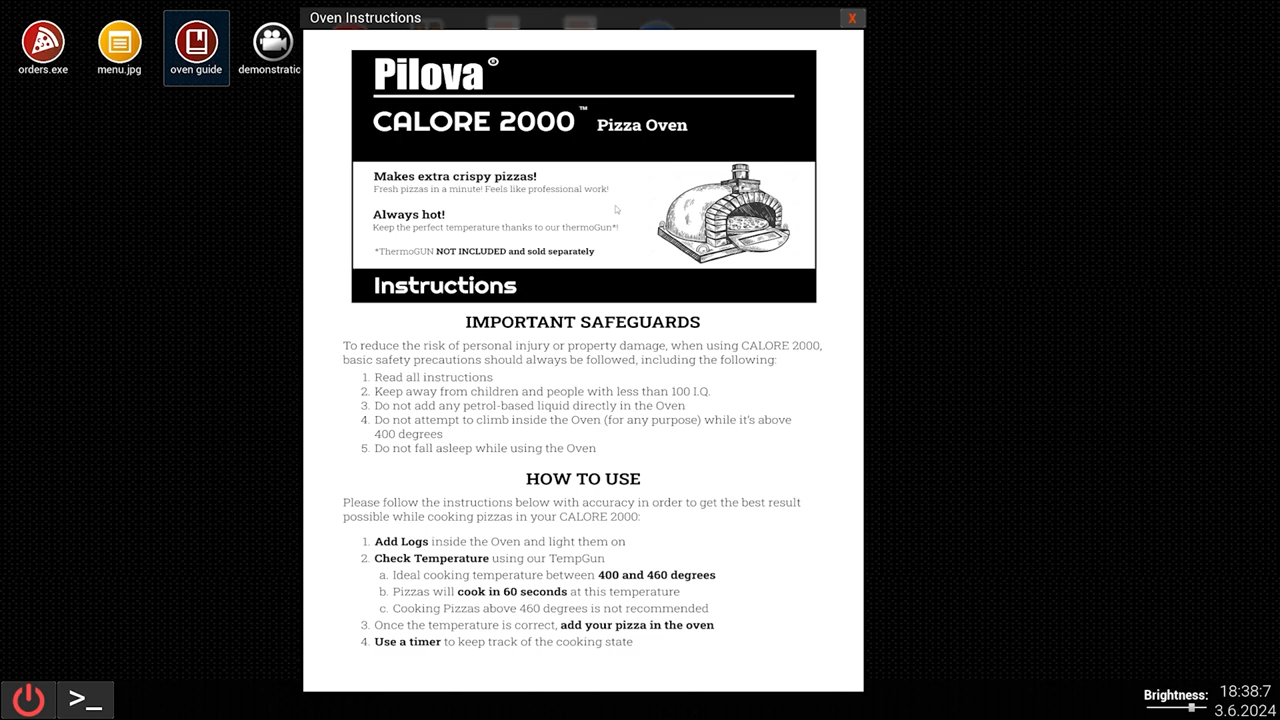 Oven Instructions
X
orders.exe
menu.jpg
oven guide
demonstratic
Pilova®
CALORE 2000™ Pizza Oven
Makes extra crispy pizzas!
Fresh pizzas in a minute! Feels like professional work!
Always hot!
Keep the perfect temperature thanks to our thermoGun*!
*ThermoGUN NOT INCLUDED and sold separately
Instructions
IMPORTANT SAFEGUARDS
To reduce the risk of personal injury or property damage, when using CALORE 2000,
basic safety precautions should always be followed, including the following:
1. Read all instructions
2. Keep away from children and people with less than 100 I.Q.
3. Do not add any petrol-based liquid directly in the Oven
4. Do not attempt to climb inside the Oven (for any purpose) while it's above
400 degrees
5. Do not fall asleep while using the Oven
HOW TO USE
Please follow the instructions below with accuracy in order to get the best result
possible while cooking pizzas in your CALORE 2000:
1. Add Logs inside the Oven and light them on
2. Check Temperature using our TempGun
a. Ideal cooking temperature between 400 and 460 degrees
b. Pizzas will cook in 60 seconds at this temperature
c. Cooking Pizzas above 460 degrees is not recommended
3. Once the temperature is correct, add your pizza in the oven
4. Use a timer to keep track of the cooking state
>_
Brightness:
18:38:7
3.6.2024